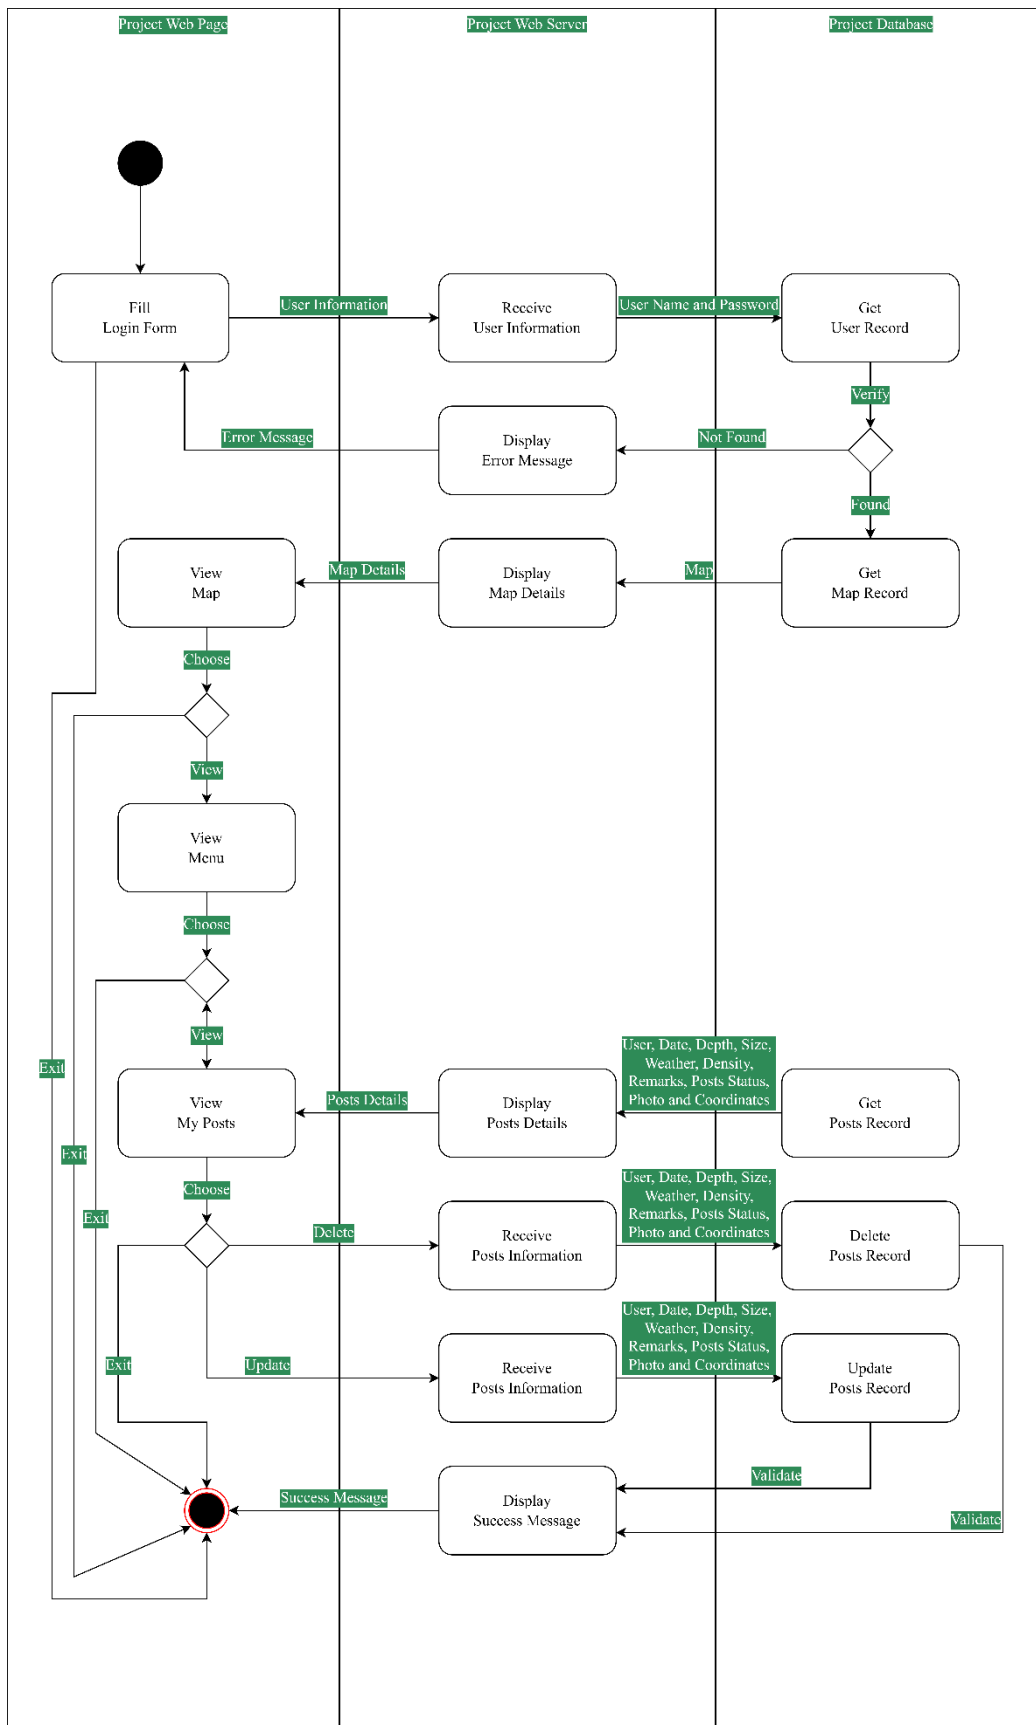 Project Web Page
Project Web Server
Project Database
Fill
Login Form
User Information
Receive
User Information
User Name and Password
Get
User Record
Verify
Error Message
Display
Error Message
Not Found
Found
View
Map
Map Details
Display
Map Details
Map
Get
Map Record
Choose
View
View
Menu
Choose
View
Exit
View
My Posts
Posts Details
Display
Posts Details
User, Date, Depth, Size,
Weather, Density,
Remarks, Posts Status,
Photo and Coordinates
Get
Posts Record
Exit
Choose
Exit
Delete
Receive
Posts Information
User, Date, Depth, Size,
Weather, Density,
Remarks, Posts Status,
Photo and Coordinates
Delete
Posts Record
Exit
Update
Receive
Posts Information
User, Date, Depth, Size,
Weather, Density,
Remarks, Posts Status,
Photo and Coordinates
Update
Posts Record
Validate
Success Message
Display
Success Message
Validate